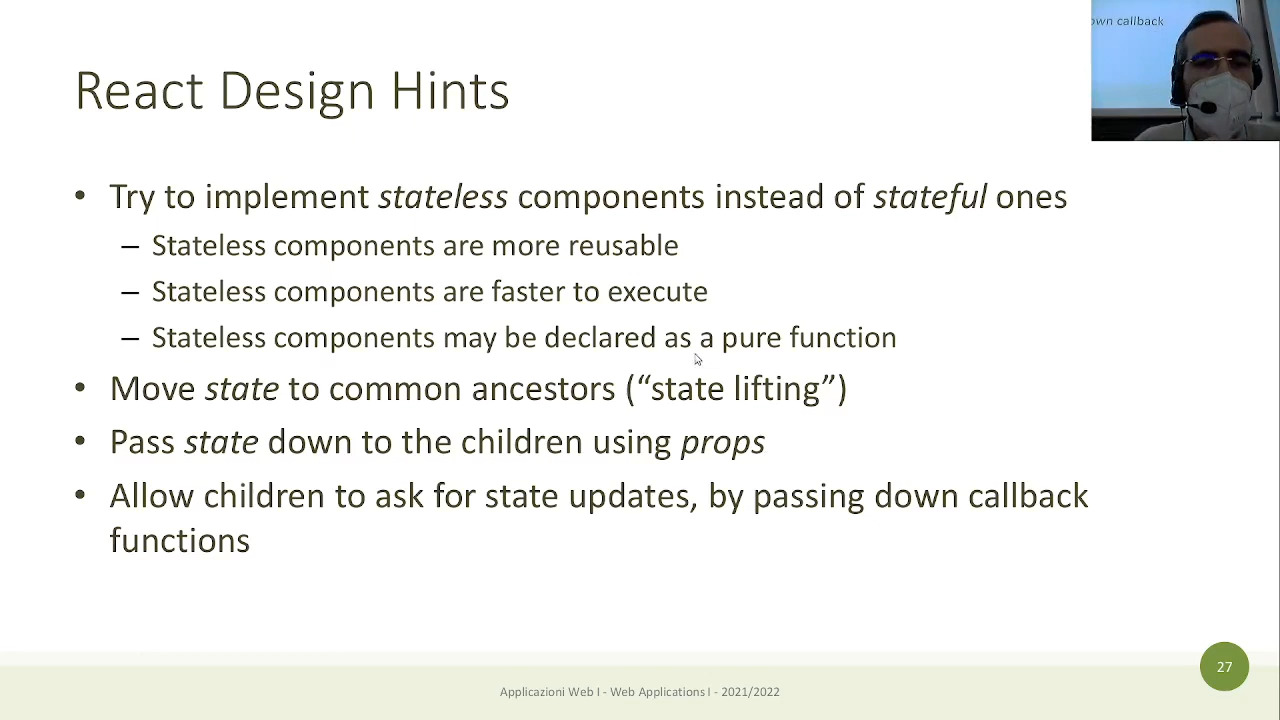 own callback
React Design Hints
• Try to implement stateless components instead of stateful ones
– Stateless components are more reusable
– Stateless components are faster to execute
– Stateless components may be declared as a pure function
• Move state to common ancestors (“state lifting”)
• Pass state down to the children using props
• Allow children to ask for state updates, by passing down callback
functions
27
Applicazioni Web I - Web Applications I - 2021/2022